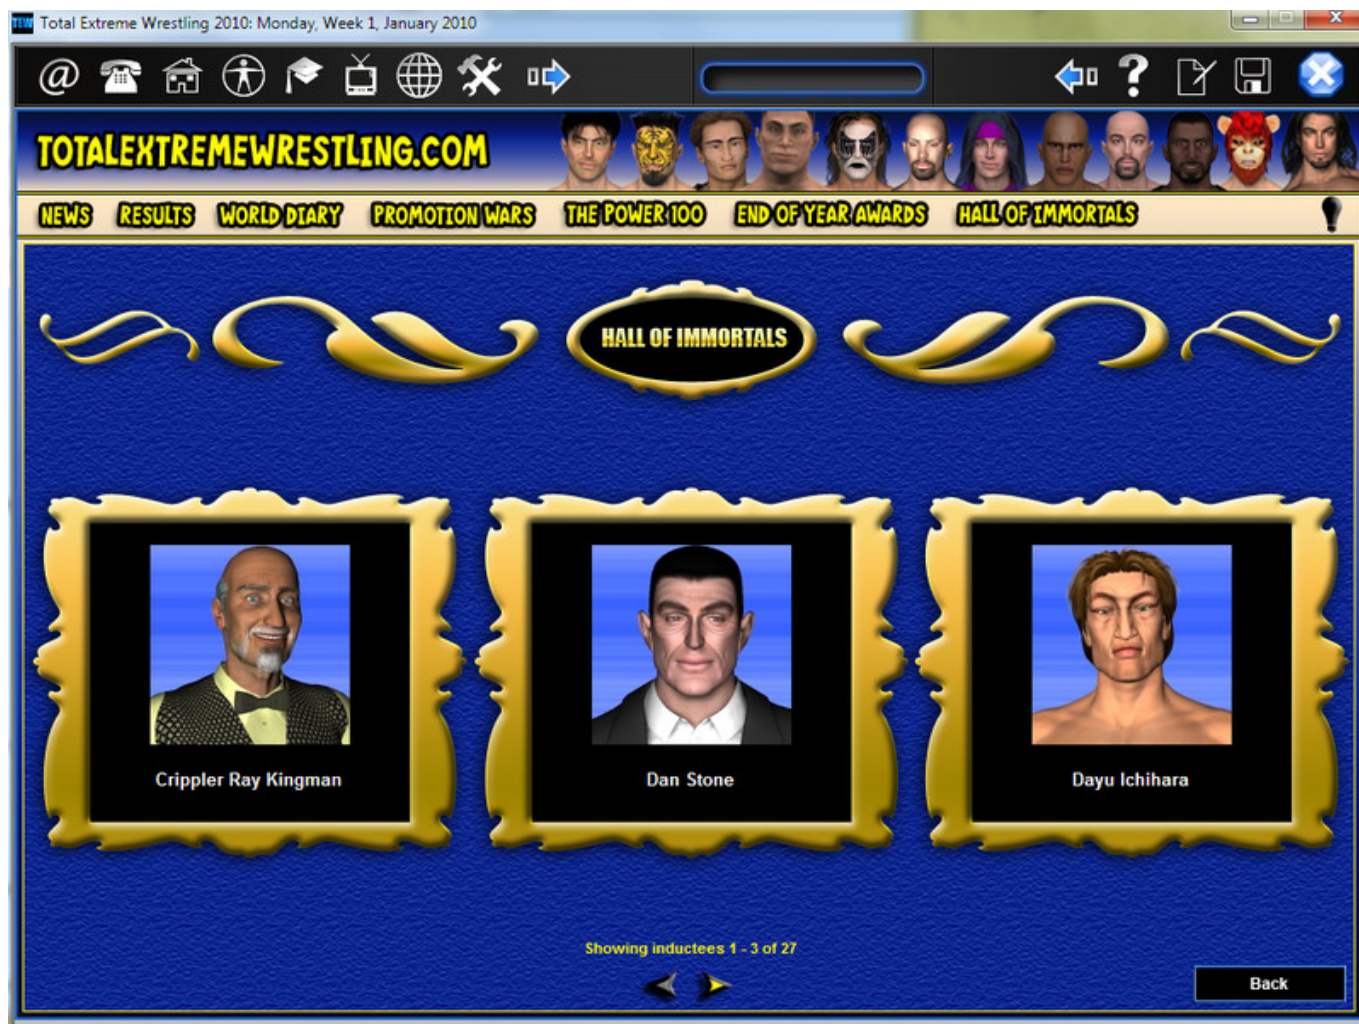 TEW Total Extreme Wrestling 2010: Monday, Week 1, January 2010
TOTALEXTREMEWRESTLING.COM
NEWS RESULTS WORLD DIARY PROMOTION WARS THE POWER 100 END OF YEAR AWARDS HALL OF IMMORTALS
HALL OF IMMORTALS
Crippler Ray Kingman Dan Stone Dayu Ichihara
Showing inductees 1 - 3 of 27
Back